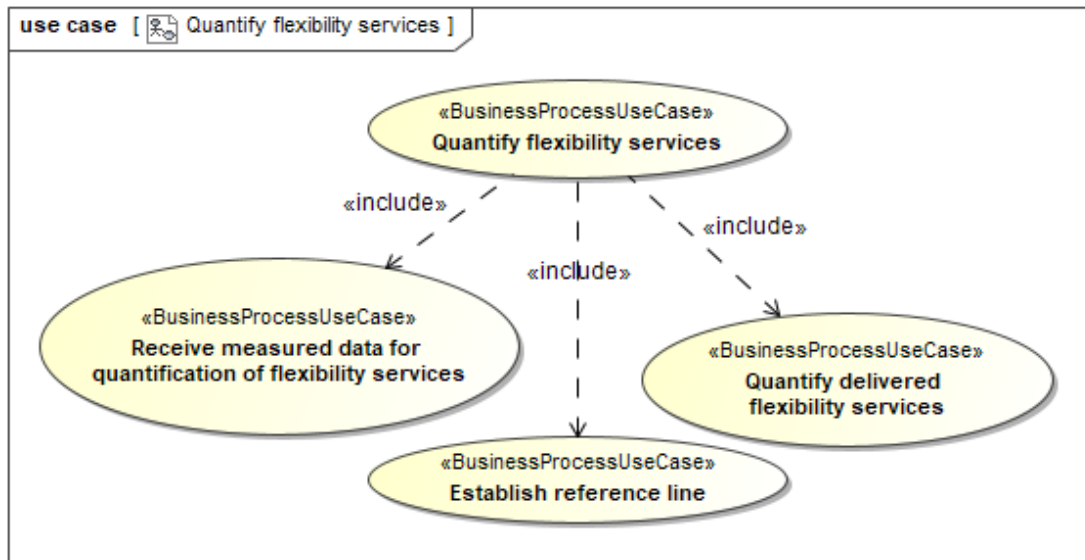 use case [ Quantify flexibility services ]
«BusinessProcessUseCase»
Quantify flexibility services
«include»
«include»
«include»
«BusinessProcessUseCase»
Receive measured data for
quantification of flexibility services
«BusinessProcessUseCase»
Quantify delivered
flexibility services
«BusinessProcessUseCase»
Establish reference line